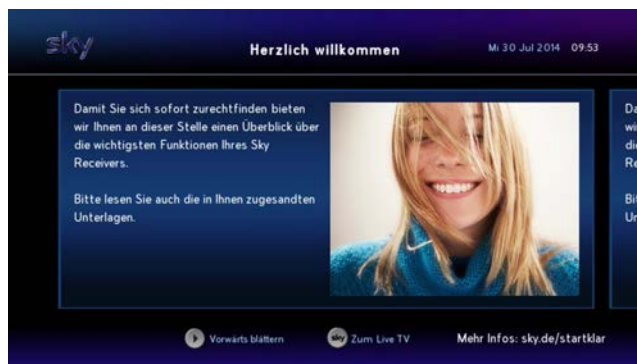 sky
Herzlich willkommen
Mi 30 Jul 2014 09:53
Damit Sie sich sofort zurechtfinden bieten
wir Ihnen an dieser Stelle einen Überblick über
die wichtigsten Funktionen Ihres Sky
Receivers.
Bitte lesen Sie auch die in Ihnen zugesandten
Unterlagen.
Vorwärts blättern
sky
Zum Live TV
Mehr Infos: sky.de/startklar